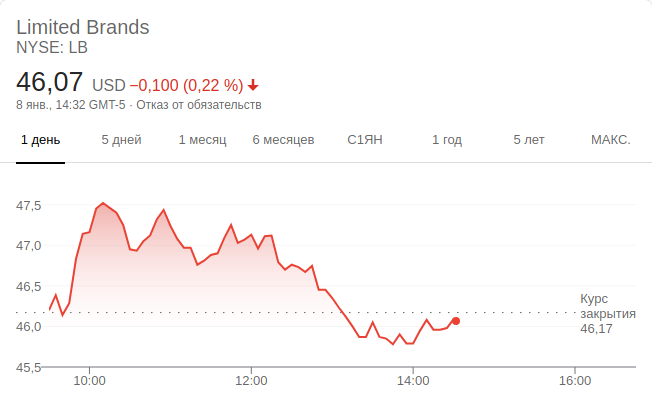 Limited Brands
NYSE: LB
46,07 USD −0,100 (0,22 %)
8 янв., 14:32 GMT-5 · Отказ от обязательств
1 день 5 дней 1 месяц 6 месяцев С1ЯН 1 год 5 лет МАКС.
47,5
47,0
46,5
Курс
закрытия
46,17
46,0
45,5
10:00 12:00 14:00 16:00